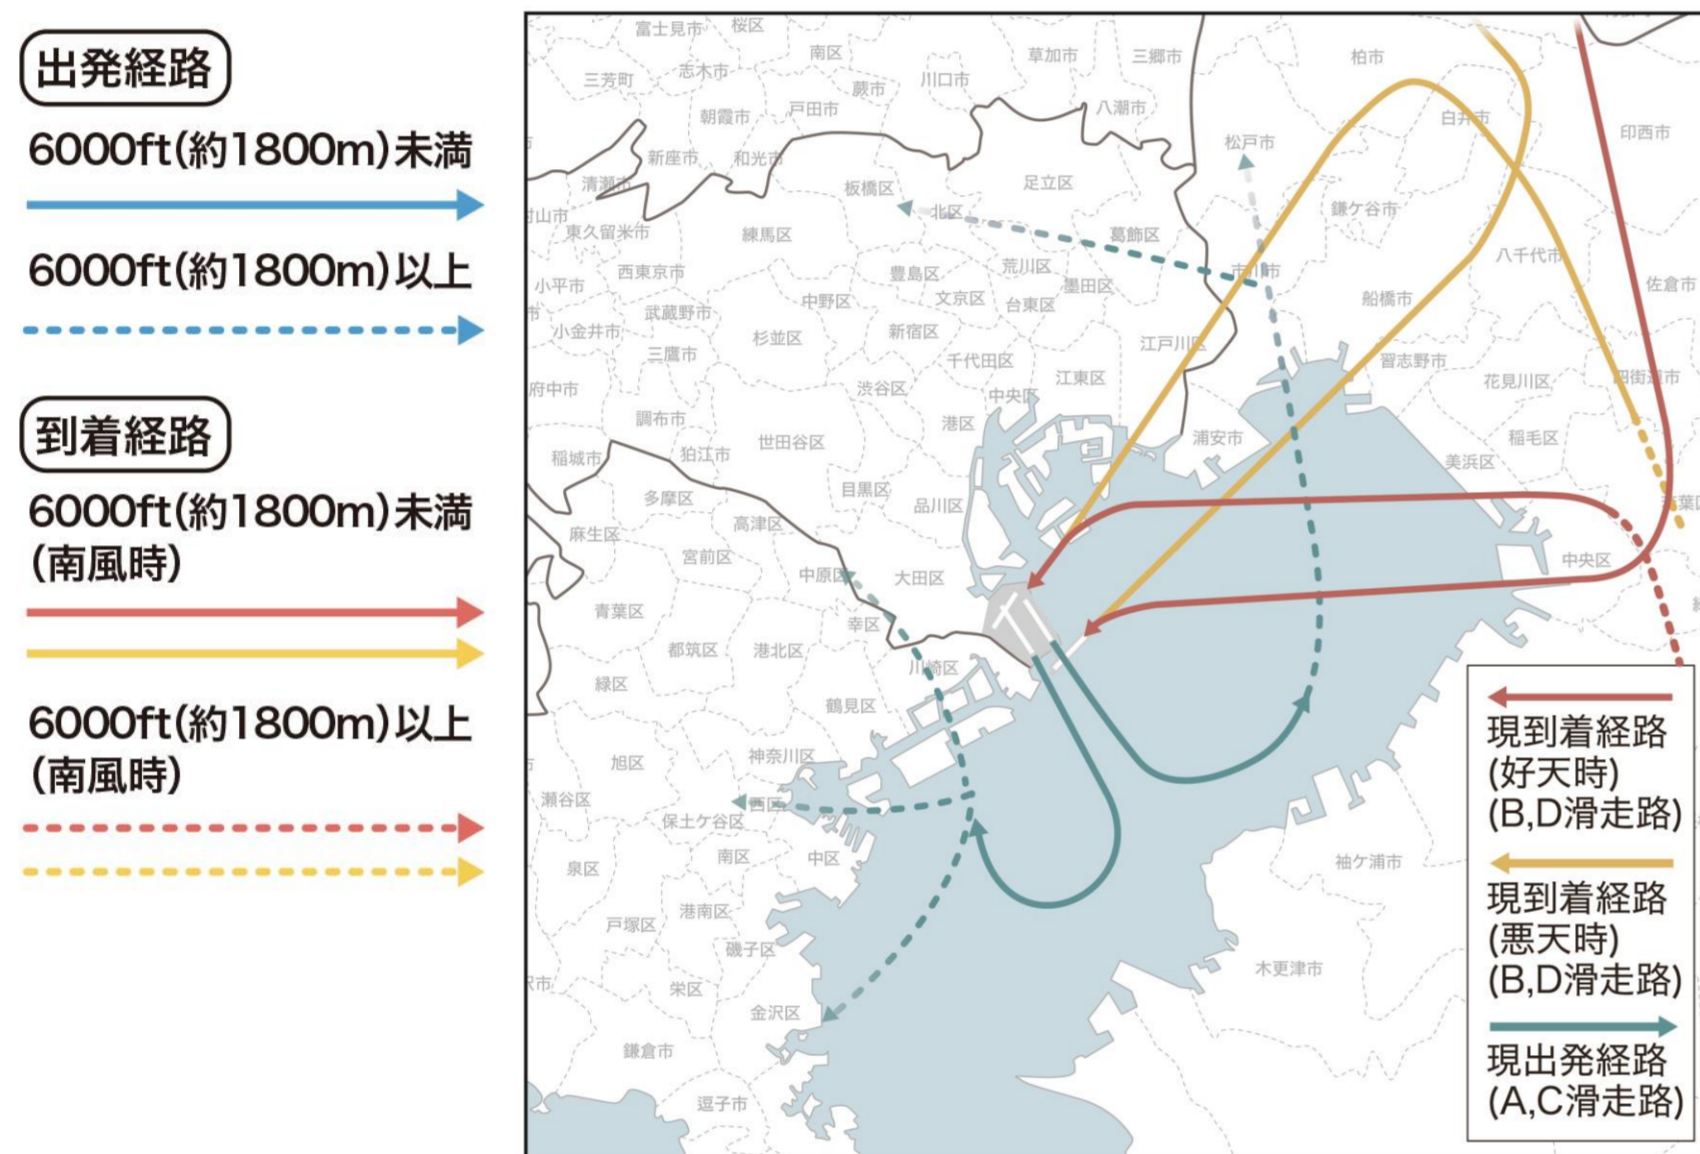 出発経路
6000ft(約1800m)未満
6000ft(約1800m)以上
到着経路
6000ft(約1800m)未満
(南風時)
6000ft(約1800m)以上
(南風時)
富士見市
桜区
南区
草加市
三郷市
柏市
三芳町
志木市
蕨市
川口市
朝霞市
戸田市
八潮市
白井市
印西市
新座市
和光市
松戸市
清瀬市
板橋区
足立区
北区
鎌ケ谷市
東久留米市
練馬区
葛飾区
八千代市
西東京市
小平市
豊島区
荒川区
市川市
佐倉市
中野区
文京区
台東区
墨田区
船橋市
武蔵野市
小金井市
杉並区
新宿区
江戸川区
三鷹市
千代田区
習志野市
府中市
渋谷区
中央区
江東区
花見川区
四街道市
調布市
世田谷区
港区
浦安市
稲毛区
稲城市
狛江市
美浜区
多摩区
目黒区
品川区
麻生区
高津区
宮前区
中原区
大田区
中央区
青葉区
幸区
都筑区
港北区
川崎区
緑区
鶴見区
旭区
神奈川区
瀬谷区
西区
保土ケ谷区
泉区
南区
中区
袖ケ浦市
戸塚区
港南区
磯子区
木更津市
栄区
金沢区
鎌倉市
逗子市
現到着経路
(好天時)
(B,D滑走路)
現到着経路
(悪天時)
(B,D滑走路)
現出発経路
(A,C滑走路)